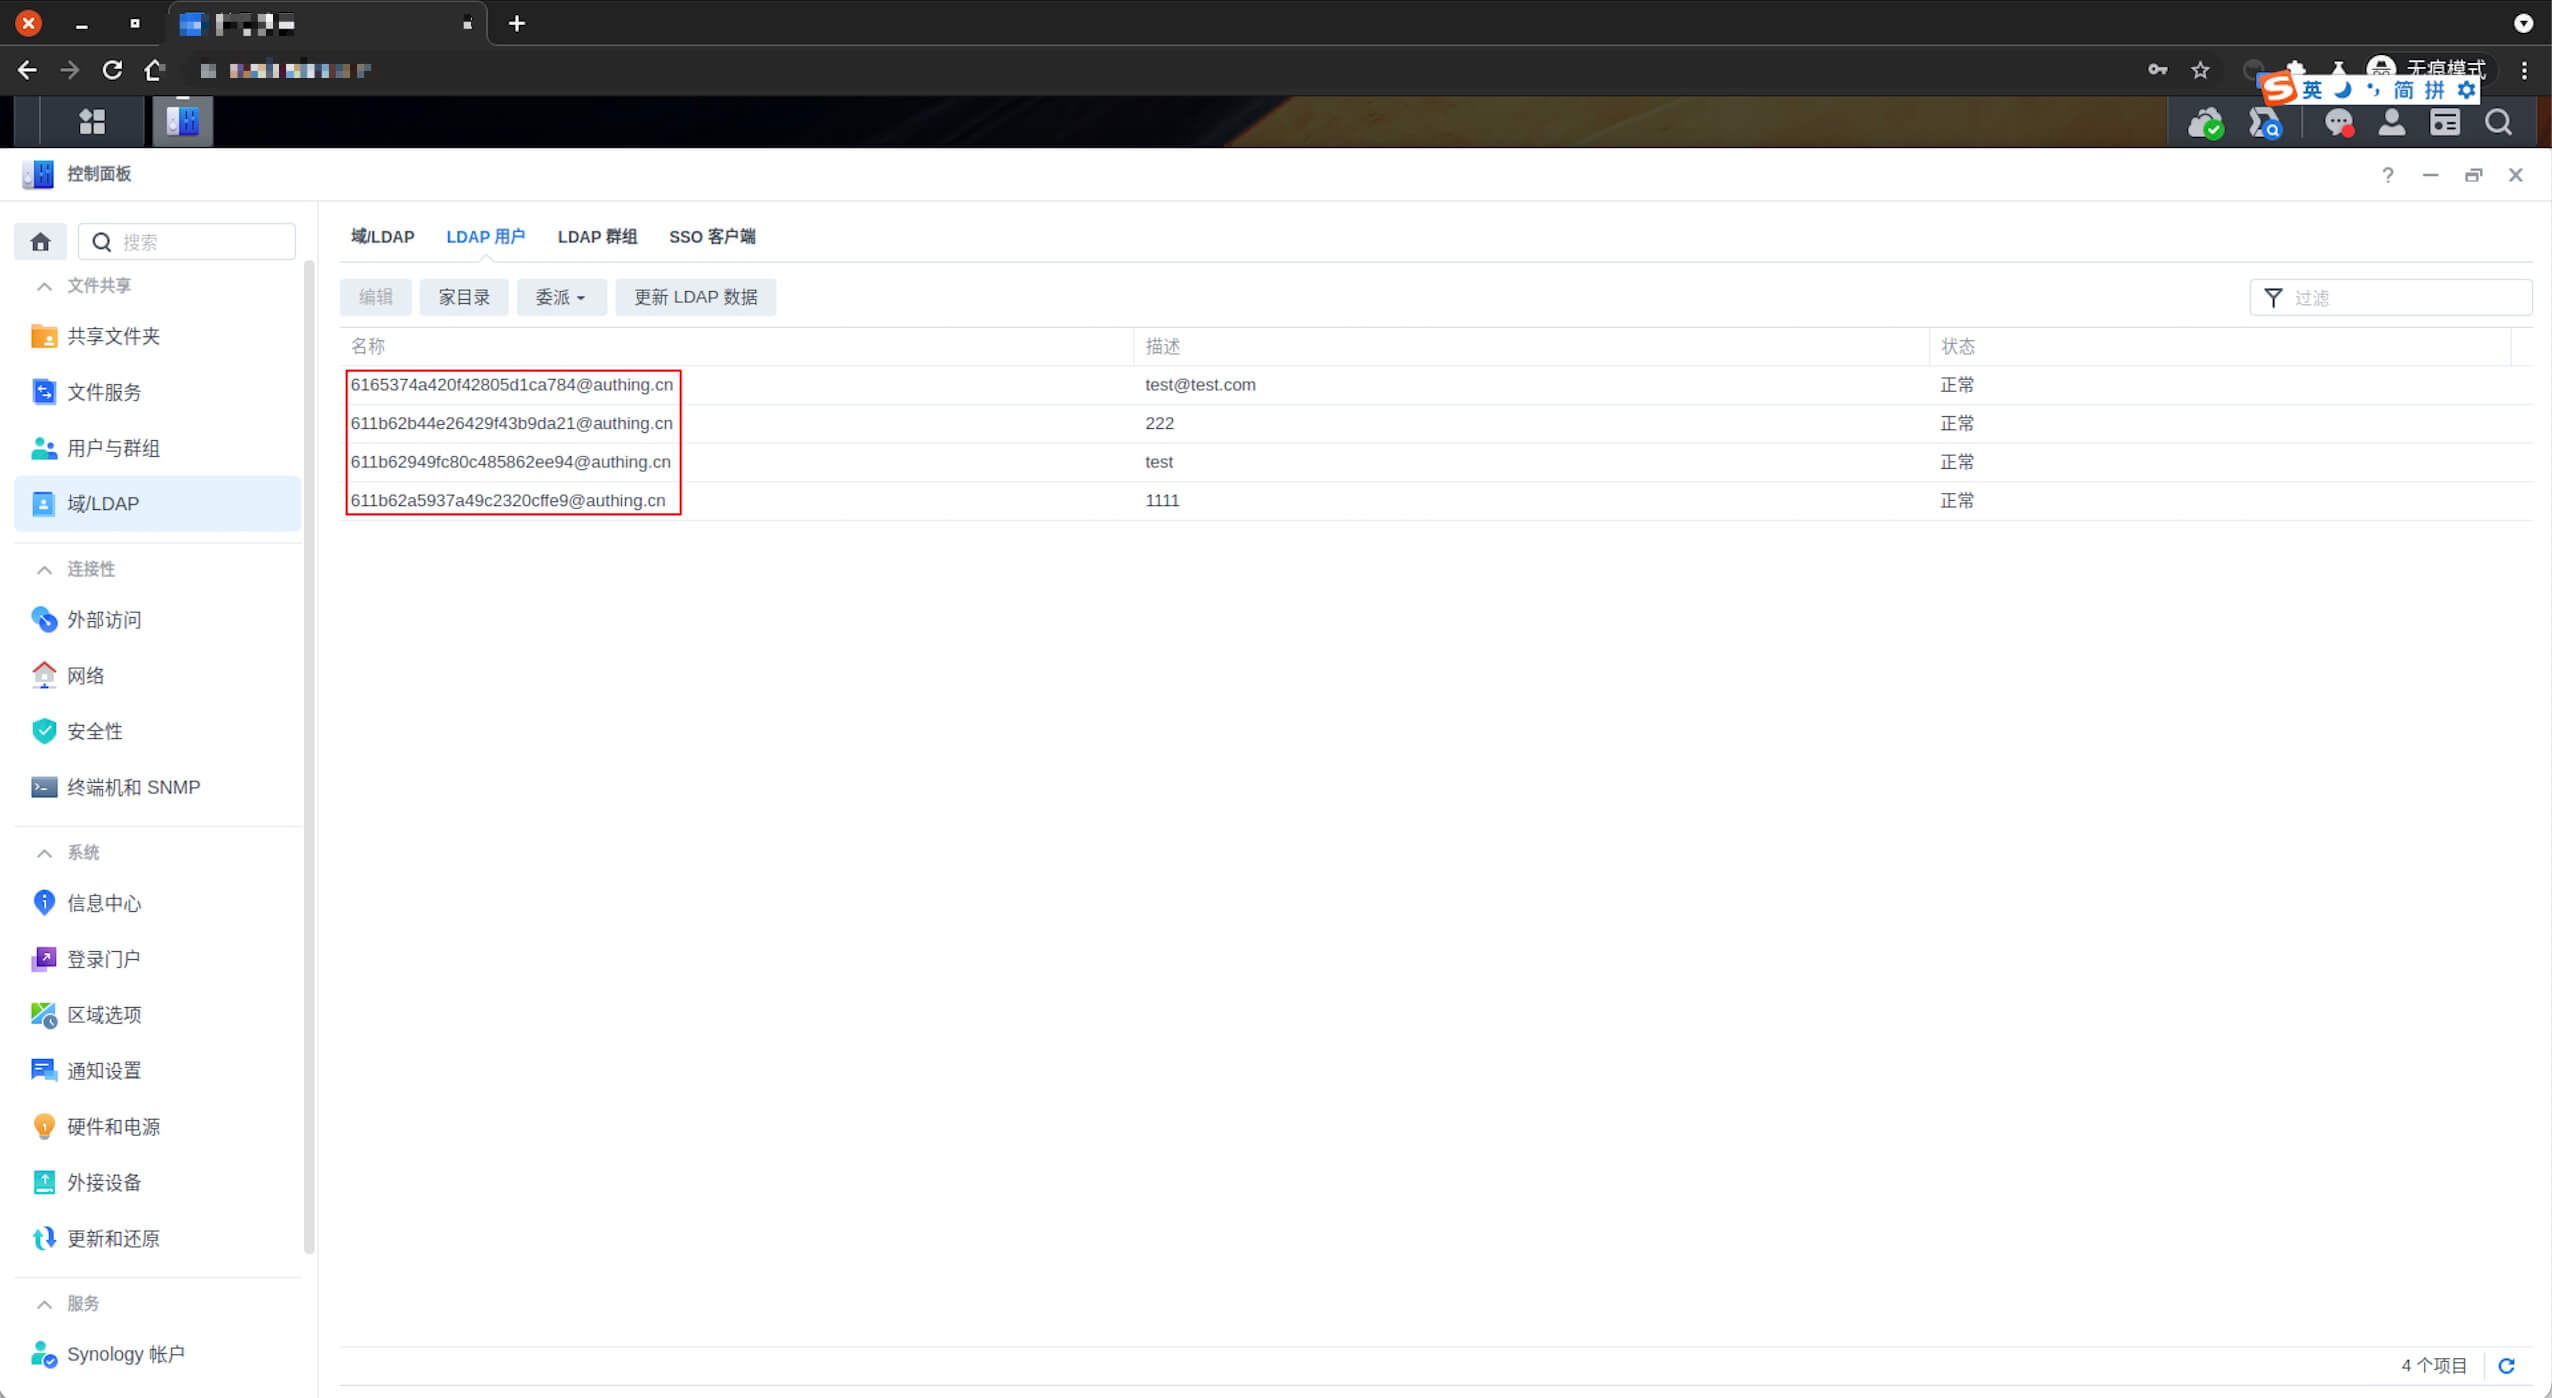 无痕模式
英 简 拼
控制面板
搜索
文件共享
共享文件夹
文件服务
用户与群组
域/LDAP
连接性
外部访问
网络
安全性
终端机和 SNMP
系统
信息中心
登录门户
区域选项
通知设置
硬件和电源
外接设备
更新和还原
服务
Synology 帐户
域/LDAP LDAP 用户 LDAP 群组 SSO 客户端
编辑 家目录 委派 更新 LDAP 数据 过滤
名称 描述 状态
6165374a420f42805d1ca784@authing.cn test@test.com 正常
611b62b44e26429f43b9da21@authing.cn 222 正常
611b62949fc80c485862ee94@authing.cn test 正常
611b62a5937a49c2320cffe9@authing.cn 1111 正常
4 个项目